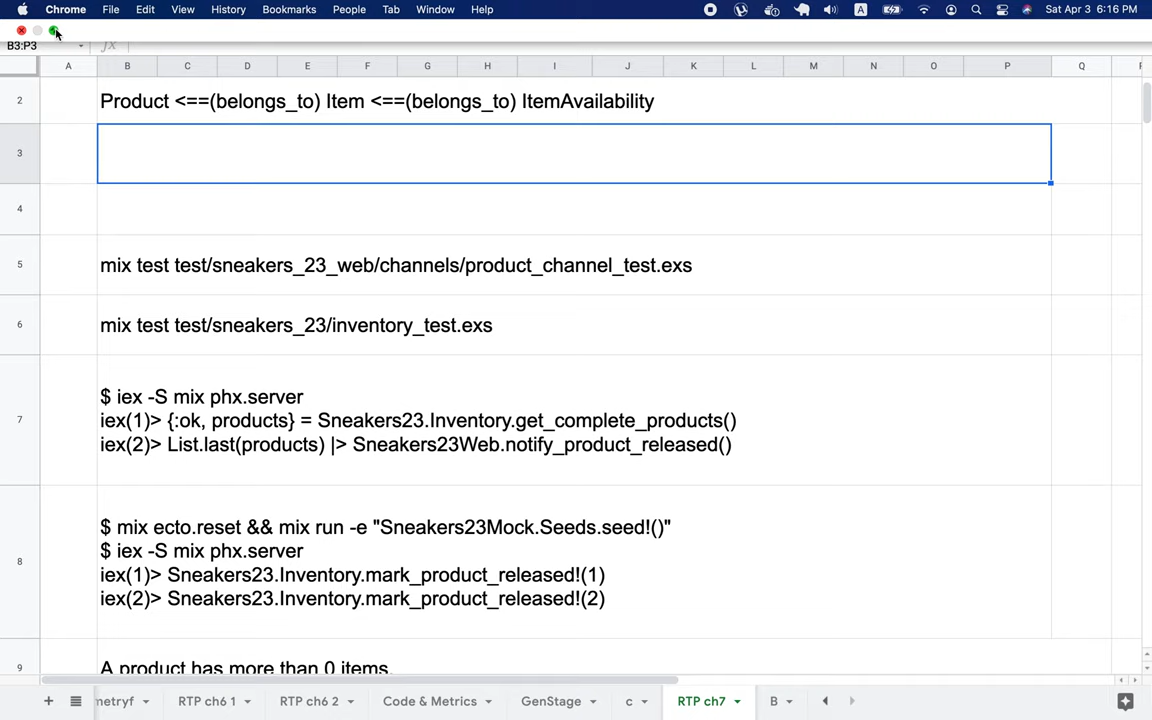 Chrome File Edit View History Bookmarks People Tab Window Help A Sat Apr 3 6:16 PM
B3:P3 fx
A B C D E F G H I J K L M N O P Q
2 Product <==(belongs_to) Item <==(belongs_to) ItemAvailability
3
4
5 mix test test/sneakers_23_web/channels/product_channel_test.exs
6 mix test test/sneakers_23/inventory_test.exs
$ iex -S mix phx.server
7 iex(1)> {:ok, products} = Sneakers23.Inventory.get_complete_products()
iex(2)> List.last(products) |> Sneakers23Web.notify_product_released()
$ mix ecto.reset && mix run -e "Sneakers23Mock.Seeds.seed!()"
$ iex -S mix phx.server
8 iex(1)> Sneakers23.Inventory.mark_product_released!(1)
iex(2)> Sneakers23.Inventory.mark_product_released!(2)
9 A product has more than 0 items.
metryf RTP ch6 1 RTP ch6 2 Code & Metrics GenStage c RTP ch7 B